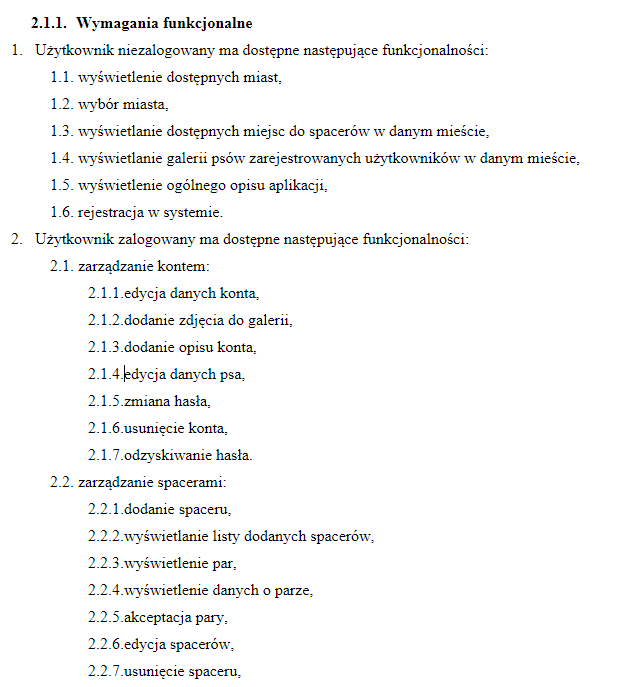 2.1.1. Wymagania funkcjonalne
1. Użytkownik niezalogowany ma dostępne następujące funkcjonalności:
1.1. wyświetlenie dostępnych miast,
1.2. wybór miasta,
1.3. wyświetlanie dostępnych miejsc do spacerów w danym mieście,
1.4. wyświetlanie galerii psów zarejestrowanych użytkowników w danym mieście,
1.5. wyświetlenie ogólnego opisu aplikacji,
1.6. rejestracja w systemie.
2. Użytkownik zalogowany ma dostępne następujące funkcjonalności:
2.1. zarządzanie kontem:
2.1.1.edycja danych konta,
2.1.2.dodanie zdjęcia do galerii,
2.1.3.dodanie opisu konta,
2.1.4.edycja danych psa,
2.1.5.zmiana hasła,
2.1.6.usunięcie konta,
2.1.7.odzyskiwanie hasła.
2.2. zarządzanie spacerami:
2.2.1.dodanie spaceru,
2.2.2.wyświetlanie listy dodanych spacerów,
2.2.3.wyświetlenie par,
2.2.4.wyświetlenie danych o parze,
2.2.5.akceptacja pary,
2.2.6.edycja spacerów,
2.2.7.usunięcie spaceru,